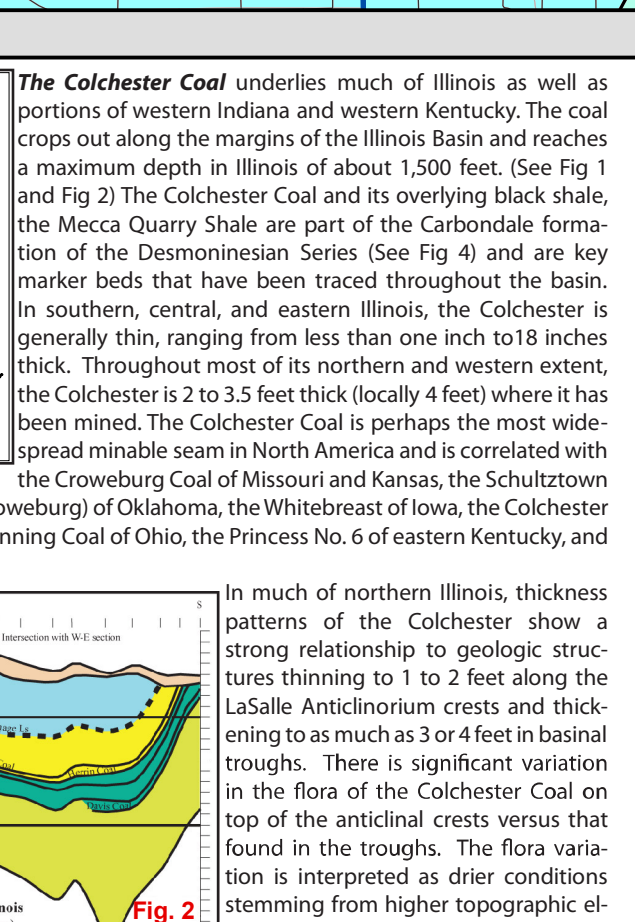 The Colchester Coal underlies much of Illinois as well as
portions of western Indiana and western Kentucky. The coal
crops out along the margins of the Illinois Basin and reaches
a maximum depth in Illinois of about 1,500 feet. (See Fig 1
and Fig 2) The Colchester Coal and its overlying black shale,
the Mecca Quarry Shale are part of the Carbondale forma-
tion of the Desmoninesian Series (See Fig 4) and are key
marker beds that have been traced throughout the basin.
In southern, central, and eastern Illinois, the Colchester is
generally thin, ranging from less than one inch to18 inches
thick. Throughout most of its northern and western extent,
the Colchester is 2 to 3.5 feet thick (locally 4 feet) where it has
been mined. The Colchester Coal is perhaps the most wide-
spread minable seam in North America and is correlated with
the Croweburg Coal of Missouri and Kansas, the Schultztown
oweburg) of Oklahoma, the Whitebreast of Iowa, the Colchester
nning Coal of Ohio, the Princess No. 6 of eastern Kentucky, and
S
Intersection with W-E section
age Ls
Coal
Herrin Coal
Davis Coal
nois
Fig. 2
In much of northern Illinois, thickness
patterns of the Colchester show a
strong relationship to geologic struc-
tures thinning to 1 to 2 feet along the
LaSalle Anticlinorium crests and thick-
ening to as much as 3 or 4 feet in basinal
troughs. There is significant variation
in the flora of the Colchester Coal on
top of the anticlinal crests versus that
found in the troughs. The flora varia-
tion is interpreted as drier conditions
stemming from higher topographic el-